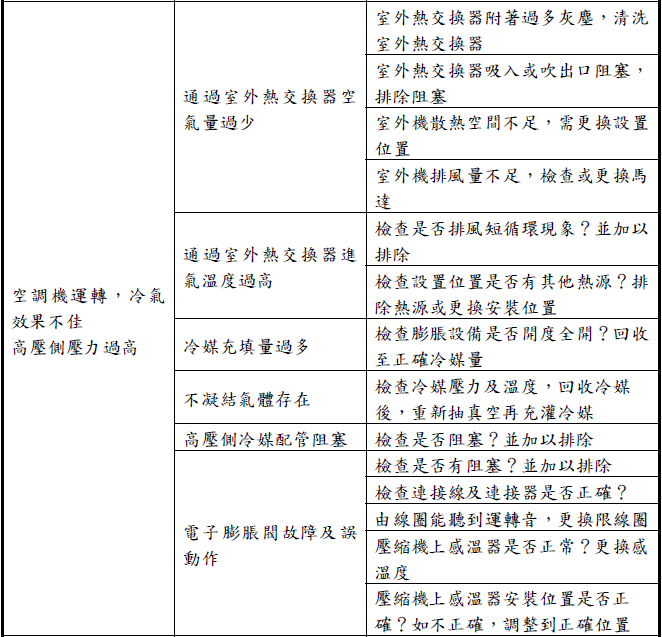 空調機運轉，冷氣
效果不住
高壓側壓力過高
通過室外熱交換器空
氣量過少
室外熱交換器附著過多灰塵，清洗
室外熱交換器
室外熱交換器吸入或吹出口阻塞，
排除阻塞
室外機散熱空間不足，需更換設置
位置
室外機排風量不足，檢查或更換馬
達
通過室外熱交換器進
氣溫度過高
檢查是否排風短循環現象？並加以
排除
檢查設置位置是否有其他熱源？排
除熱源或更換安裝位置
冷媒充填量過多
檢查膨脹設備是否開度全開？回收
至正確冷媒量
不凝結氣體存在
檢查冷媒壓力及溫度，回收冷媒
後，重新抽真空再充灌冷媒
高壓側冷媒配管阻塞
檢查是否阻塞？並加以排除
電子膨脹閥故障及誤
動作
檢查是否有阻塞？並加以排除
檢查連接線及連接器是否正確？
由線圈能聽到運轉音，更換限線圈
壓縮機上感溫器是否正常？更換感
溫度
壓縮機上感溫器安裝位置是否正
確？如不正確，調整到正確位置